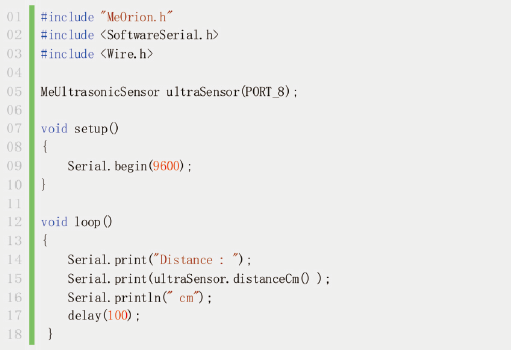 01 #include "MeOrion.h"
02 #include <SoftwareSerial.h>
03 #include <Wire.h>
04
05 MeUltrasonicSensor ultraSensor(PORT_8);
06
07 void setup()
08 {
09     Serial.begin(9600);
10 }
11
12 void loop()
13 {
14     Serial.print("Distance : ");
15     Serial.print(ultraSensor.distanceCm() );
16     Serial.println(" cm");
17     delay(100);
18  }